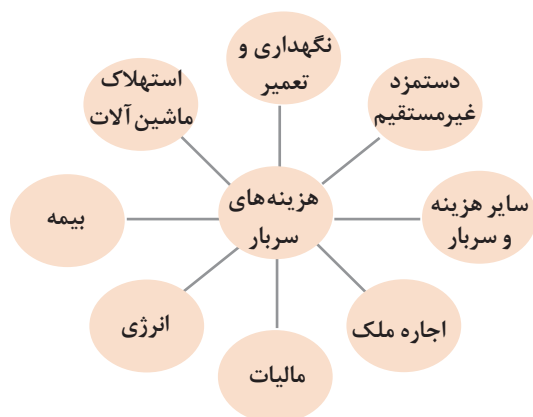 نگهداری و
تعمیر
دستمزد
غیرمستقیم
استهلاک
ماشین‌آلات
هزینه‌های
سربار
سایر هزینه
و سربار
بیمه
انرژی
اجاره ملک
مالیات